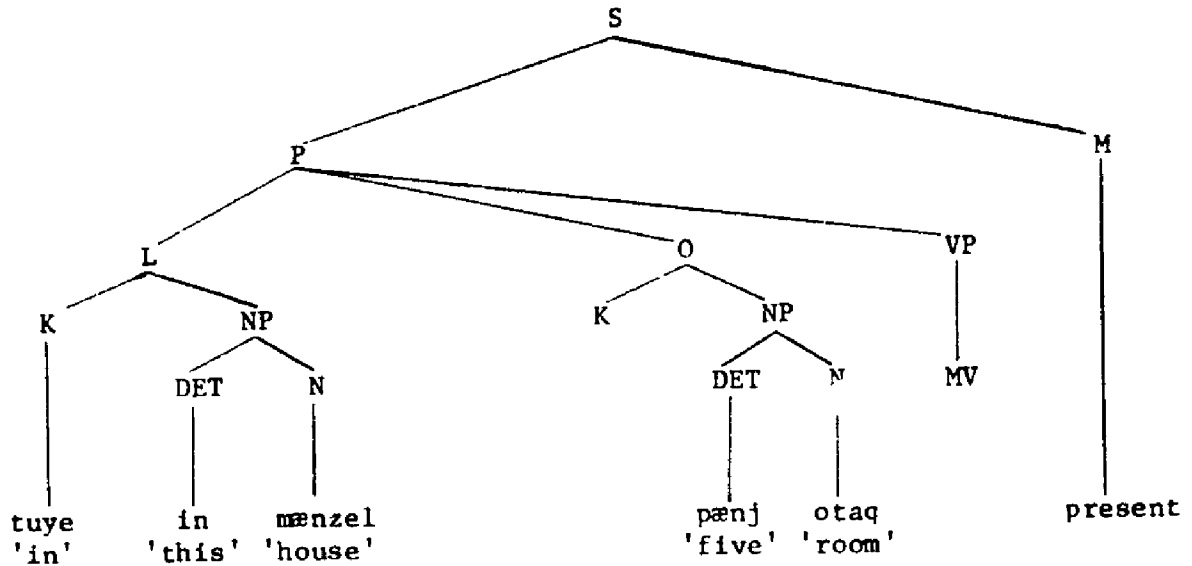 S
P M
L O VP
K NP K NP
DET N DET N MV
tuye in mænzel pænj otaq present
'in' 'this' 'house' 'five' 'room'